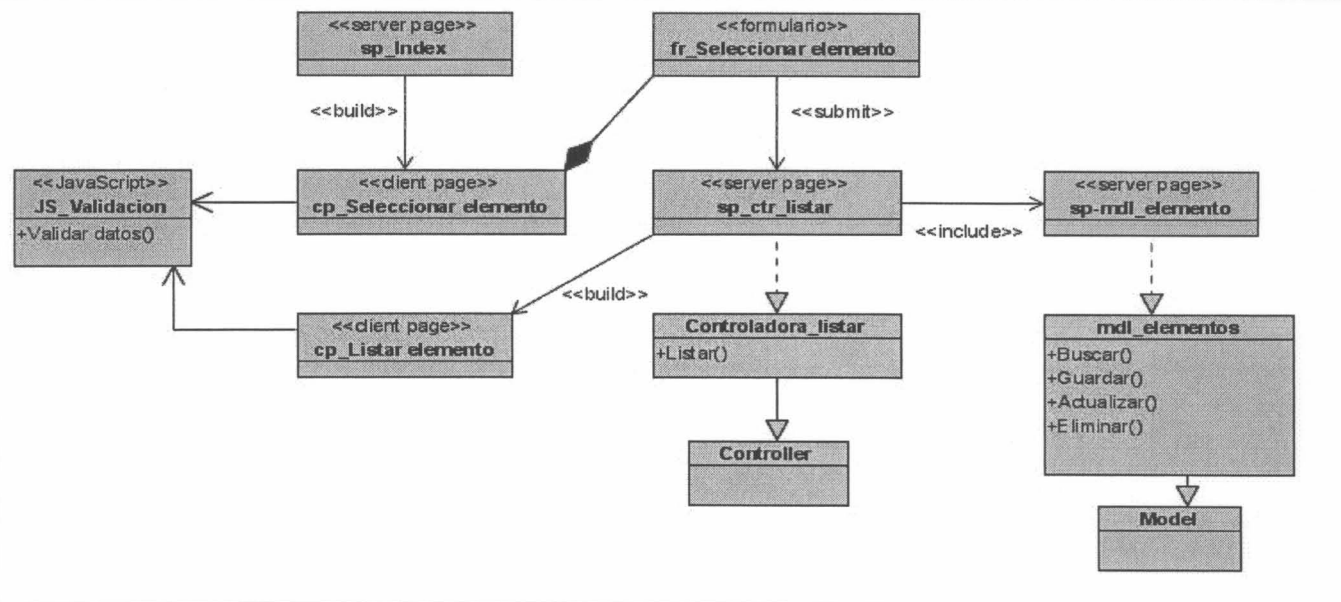 <<server page>>
sp_Index
<<formulario>>
fr_Seleccionar elemento
<<build>>
<<submit>>
<<JavaScript>>
JS_Validacion
+Validar datos()
<<client page>>
cp_Seleccionar elemento
<<server page>>
sp_ctr_listar
<<server page>>
sp-mdl_elemento
<<include>>
<<build>>
<<client page>>
cp_Listar elemento
Controladora_listar
+Listar()
mdl_elementos
+Buscar()
+Guardar()
+Actualizar()
+Eliminar()
Controller
Model